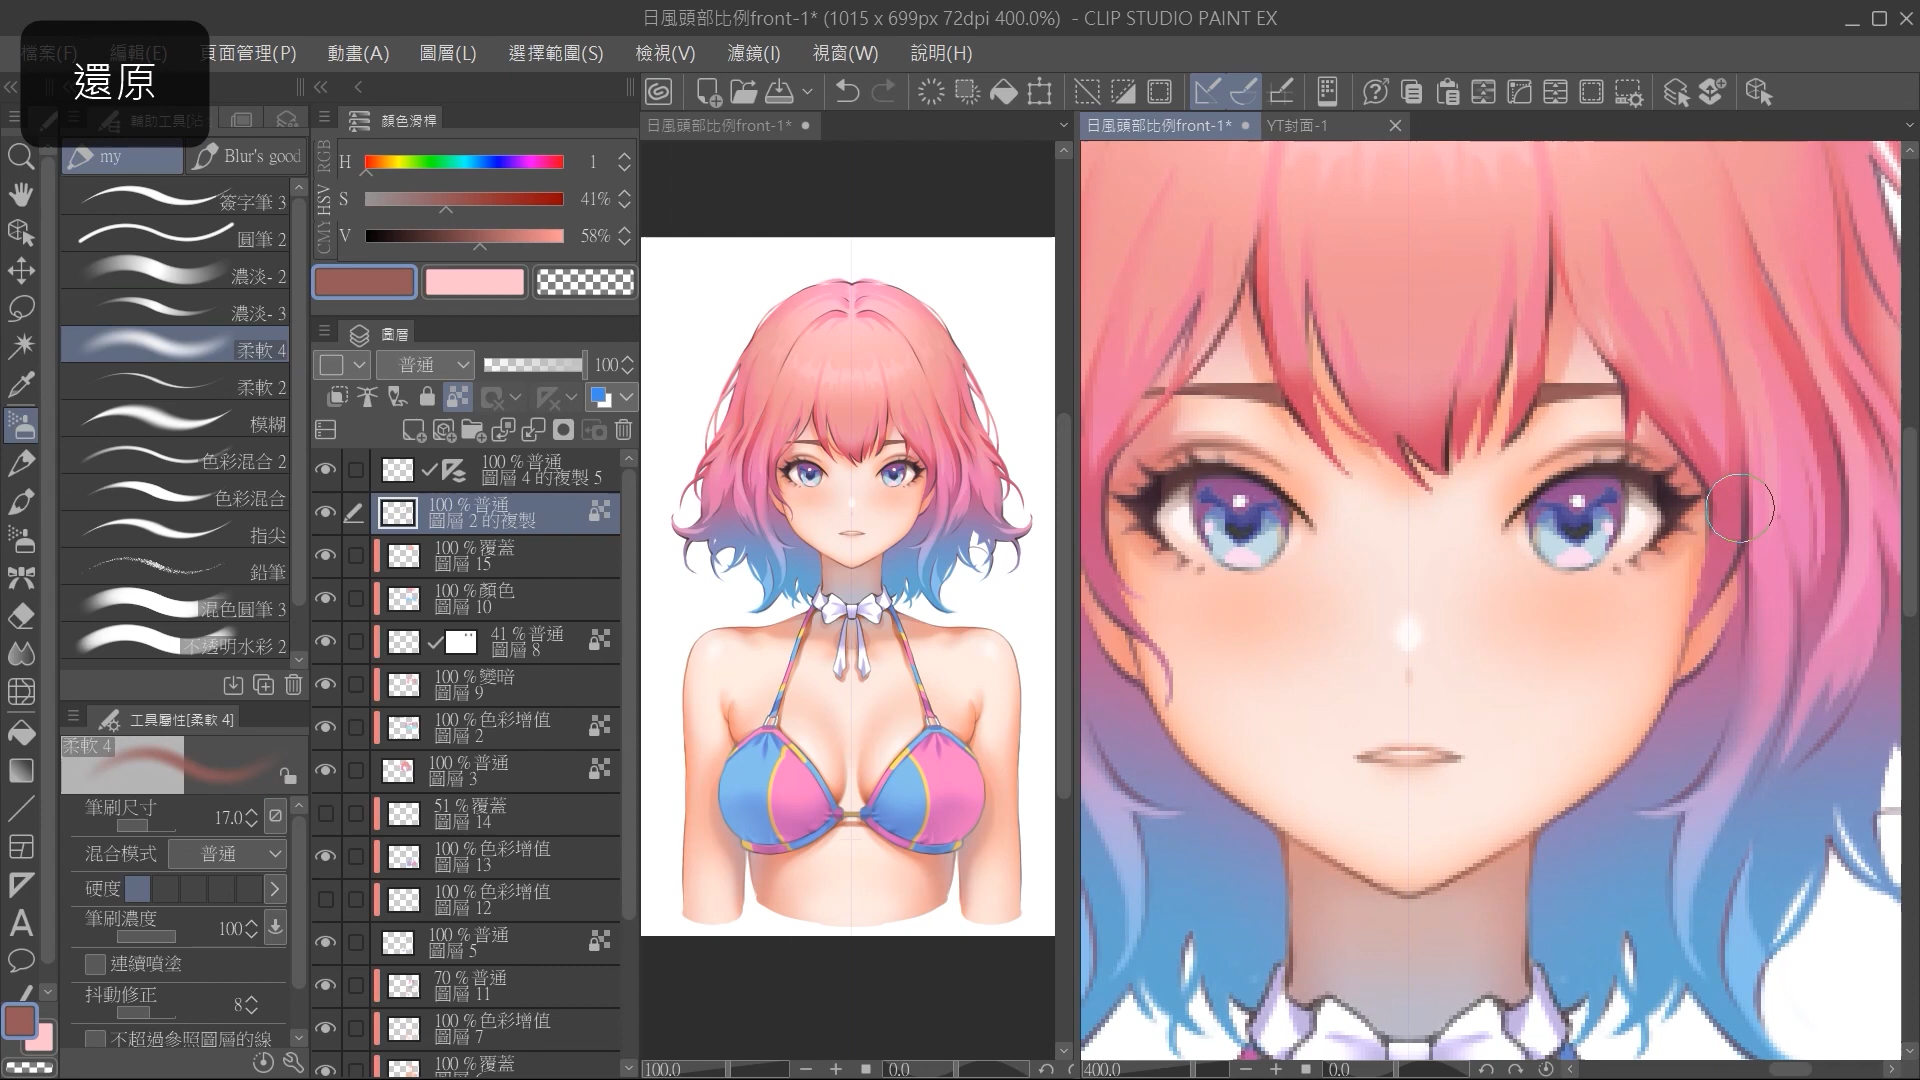 日風頭部比例front-1* (1015 x 699px 72dpi 400.0%) - CLIP STUDIO PAINT EX
檔案(F) 編輯(E) 頁面管理(P) 動畫(A) 圖層(L) 選擇範圍(S) 檢視(V) 濾鏡(I) 視窗(W) 說明(H)
還原
輔助工具[沾
顏色滑桿
日風頭部比例front-1*
日風頭部比例front-1*
YT封面-1
my
Blur's good
RGB
HSV
CMY
H 1
S 41%
V 58%
簽字筆 3
圓筆 2
濃淡- 2
濃淡- 3
柔軟 4
柔軟 2
模糊
色彩混合 2
色彩混合
指尖
鉛筆
混色圓筆 3
不透明水彩 2
工具屬性[柔軟 4]
柔軟 4
筆刷尺寸 17.0
混合模式 普通
硬度
筆刷濃度 100
連續噴塗
抖動修正 8
不超過參照圖層的線
圖層
普通 100
100 %普通
圖層 4 的複製 5
100 %普通
圖層 2 的複製
100 %覆蓋
圖層 15
100 %顏色
圖層 10
41 %普通
圖層 8
100 %變暗
圖層 9
100 %色彩增值
圖層 2
100 %普通
圖層 3
51 %覆蓋
圖層 14
100 %色彩增值
圖層 13
100 %色彩增值
圖層 12
100 %普通
圖層 5
70 %普通
圖層 11
100 %色彩增值
圖層 7
100 %覆蓋
100.0 0.0
400.0 0.0